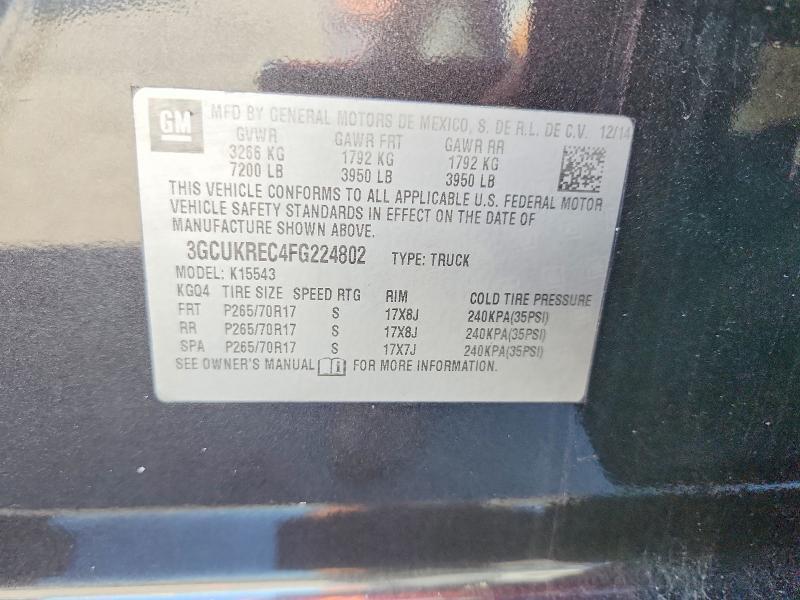 GM
MFD BY GENERAL MOTORS DE MEXICO, S. DE R.L. DE C.V. 12/14
GVWR GAWR FRT GAWR RR
3266 KG 1792 KG 1792 KG
7200 LB 3950 LB 3950 LB
THIS VEHICLE CONFORMS TO ALL APPLICABLE U.S. FEDERAL MOTOR
VEHICLE SAFETY STANDARDS IN EFFECT ON THE DATE OF
MANUFACTURE SHOWN ABOVE.
3GCUKREC4FG224802 TYPE: TRUCK
MODEL: K15543
KGQ4 TIRE SIZE SPEED RTG RIM COLD TIRE PRESSURE
FRT P265/70R17 S 17X8J 240KPA(35PSI)
RR P265/70R17 S 17X8J 240KPA(35PSI)
SPA P265/70R17 S 17X7J 240KPA(35PSI)
SEE OWNER'S MANUAL FOR MORE INFORMATION.